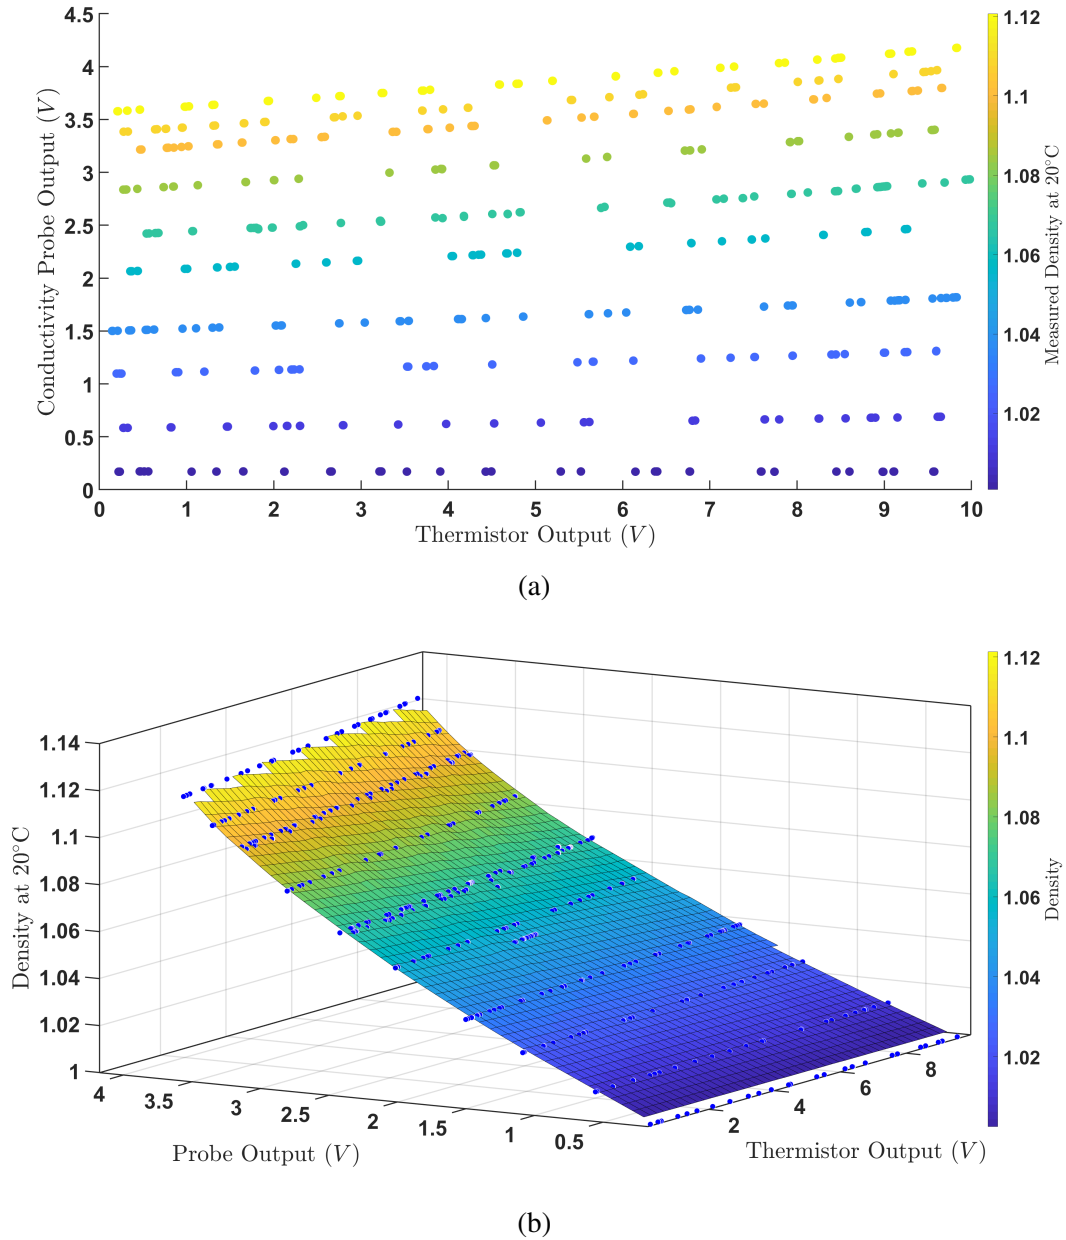 4.5
4
3.5
3
2.5
2
1.5
1
0.5
0
Conductivity Probe Output (V)
0 1 2 3 4 5 6 7 8 9 10
Thermistor Output (V)
1.12
1.1
1.08
1.06
1.04
1.02
Measured Density at 20°C
(a)
1.14
1.12
1.1
1.08
1.06
1.04
1.02
1
Density at 20°C
4 3.5 3 2.5 2 1.5 1 0.5
Probe Output (V)
2 4 6 8
Thermistor Output (V)
1.12
1.1
1.08
1.06
1.04
1.02
Density
(b)